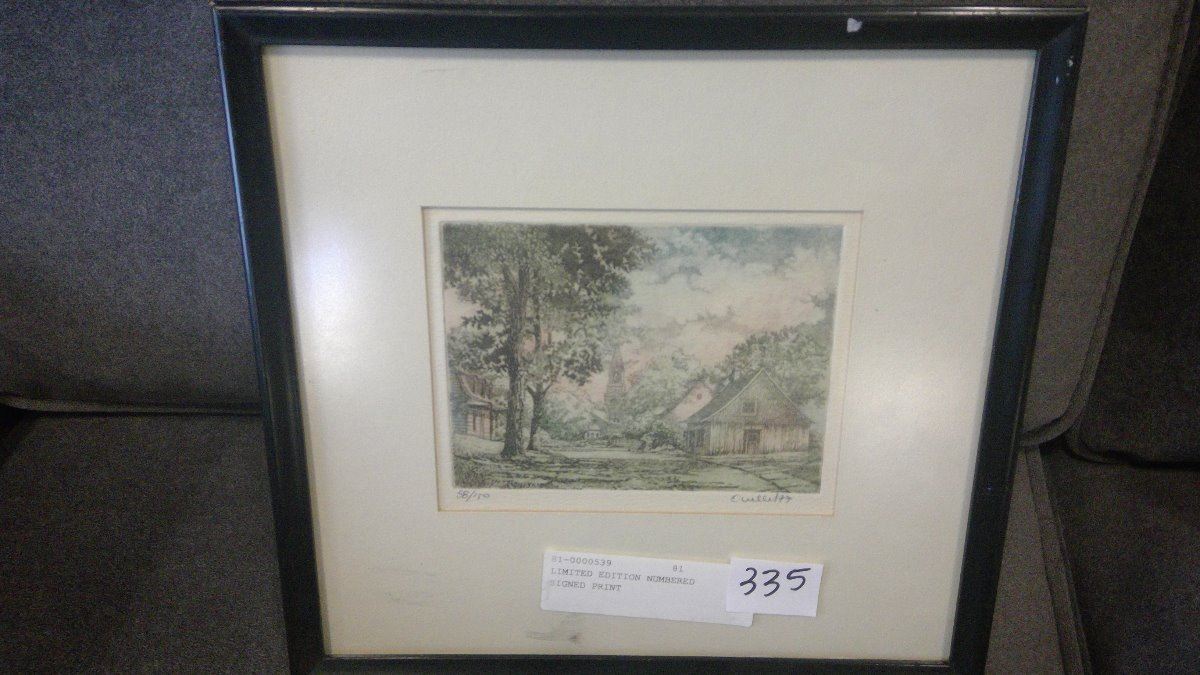 58/150
81-0000539 81
LIMITED EDITION NUMBERED
SIGNED PRINT
335